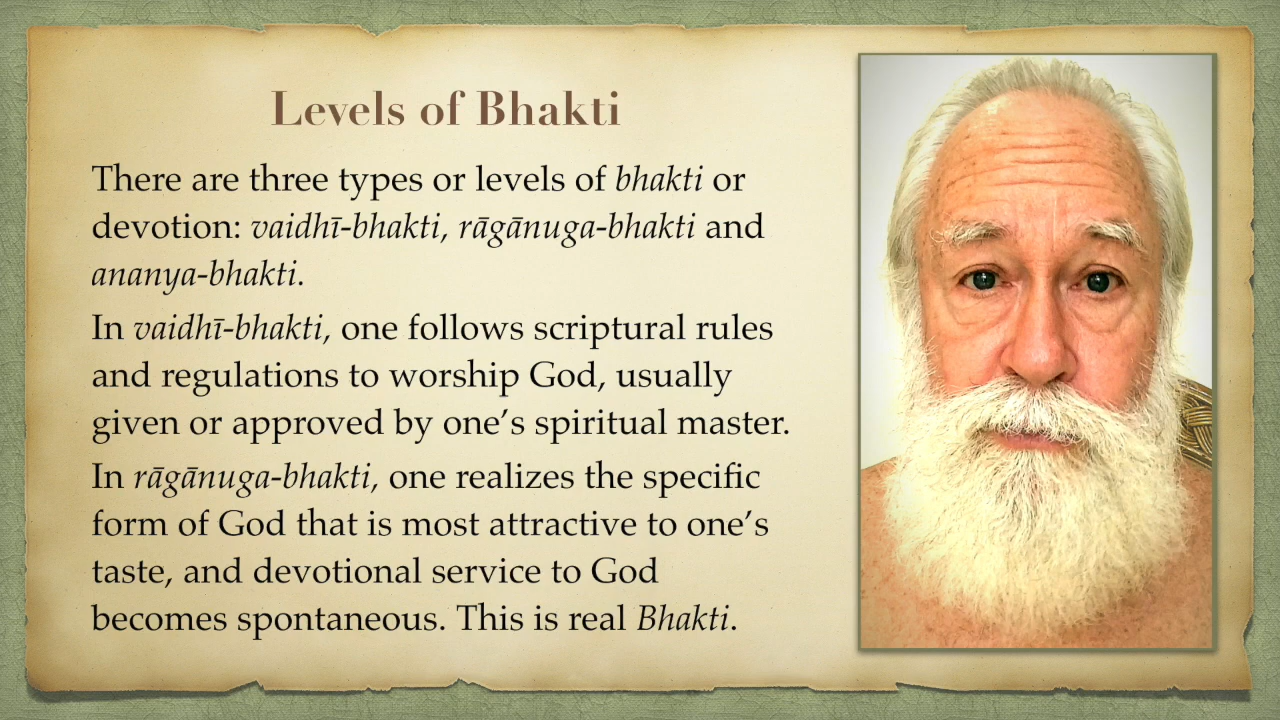 Levels of Bhakti
There are three types or levels of bhakti or
devotion: vaidhī-bhakti, rāgānuga-bhakti and
ananya-bhakti.
In vaidhī-bhakti, one follows scriptural rules
and regulations to worship God, usually
given or approved by one’s spiritual master.
In rāgānuga-bhakti, one realizes the specific
form of God that is most attractive to one’s
taste, and devotional service to God
becomes spontaneous. This is real Bhakti.